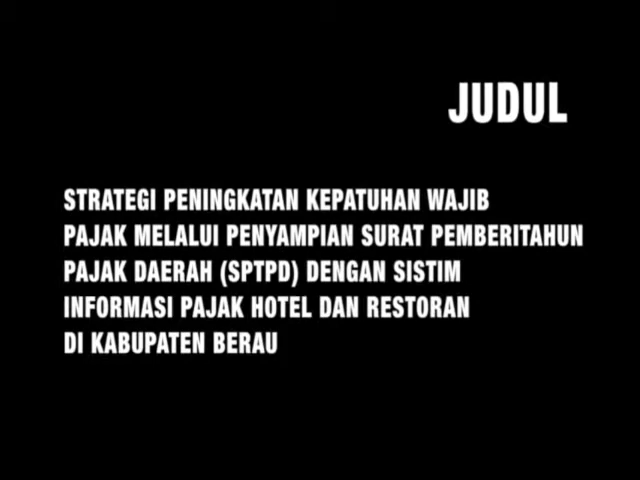 JUDUL
STRATEGI PENINGKATAN KEPATUHAN WAJIB
PAJAK MELALUI PENYAMPIAN SURAT PEMBERITAHUN
PAJAK DAERAH (SPTPD) DENGAN SISTIM
INFORMASI PAJAK HOTEL DAN RESTORAN
DI KABUPATEN BERAU